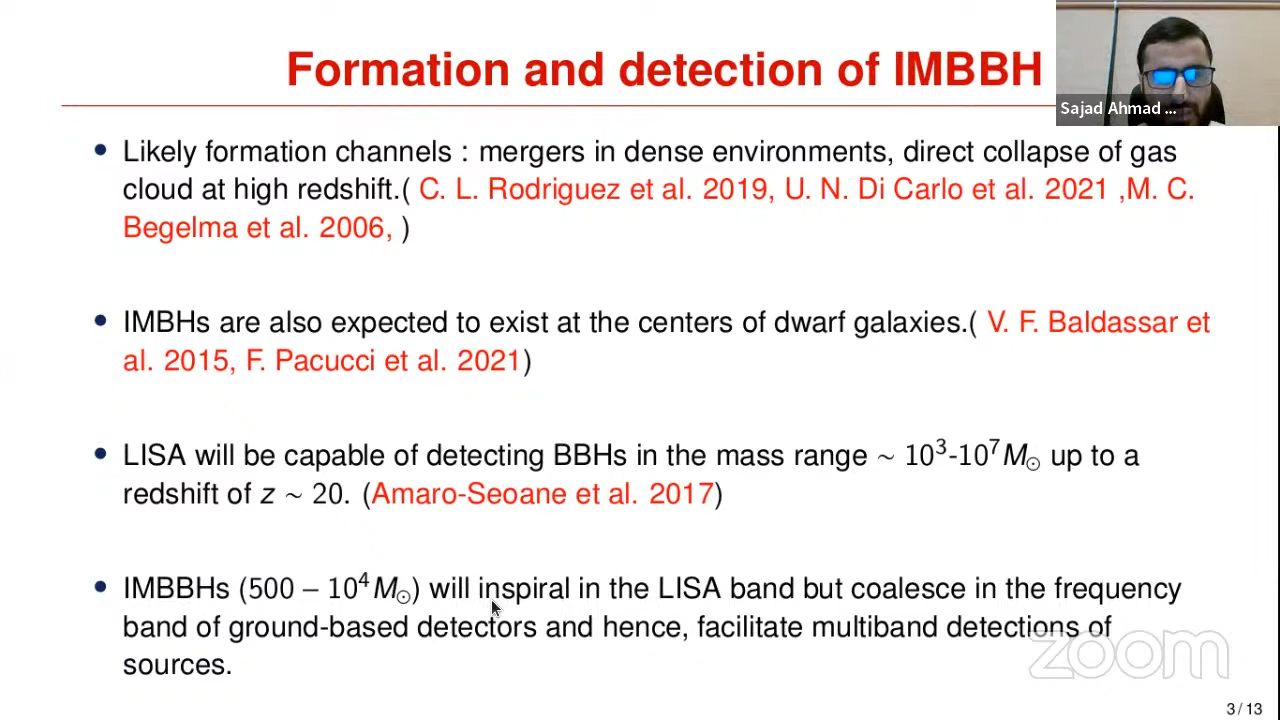 Formation and detection of IMBBH
Sajad Ahmad ...
• Likely formation channels : mergers in dense environments, direct collapse of gas
cloud at high redshift.( C. L. Rodriguez et al. 2019, U. N. Di Carlo et al. 2021 ,M. C.
Begelma et al. 2006, )
• IMBHs are also expected to exist at the centers of dwarf galaxies.( V. F. Baldassar et
al. 2015, F. Pacucci et al. 2021)
• LISA will be capable of detecting BBHs in the mass range ∼ 10³-10⁷M⊙ up to a
redshift of z ∼ 20. (Amaro-Seoane et al. 2017)
• IMBBHs (500 − 10⁴M⊙) will inspiral in the LISA band but coalesce in the frequency
band of ground-based detectors and hence, facilitate multiband detections of
sources.
zoom
3 / 13